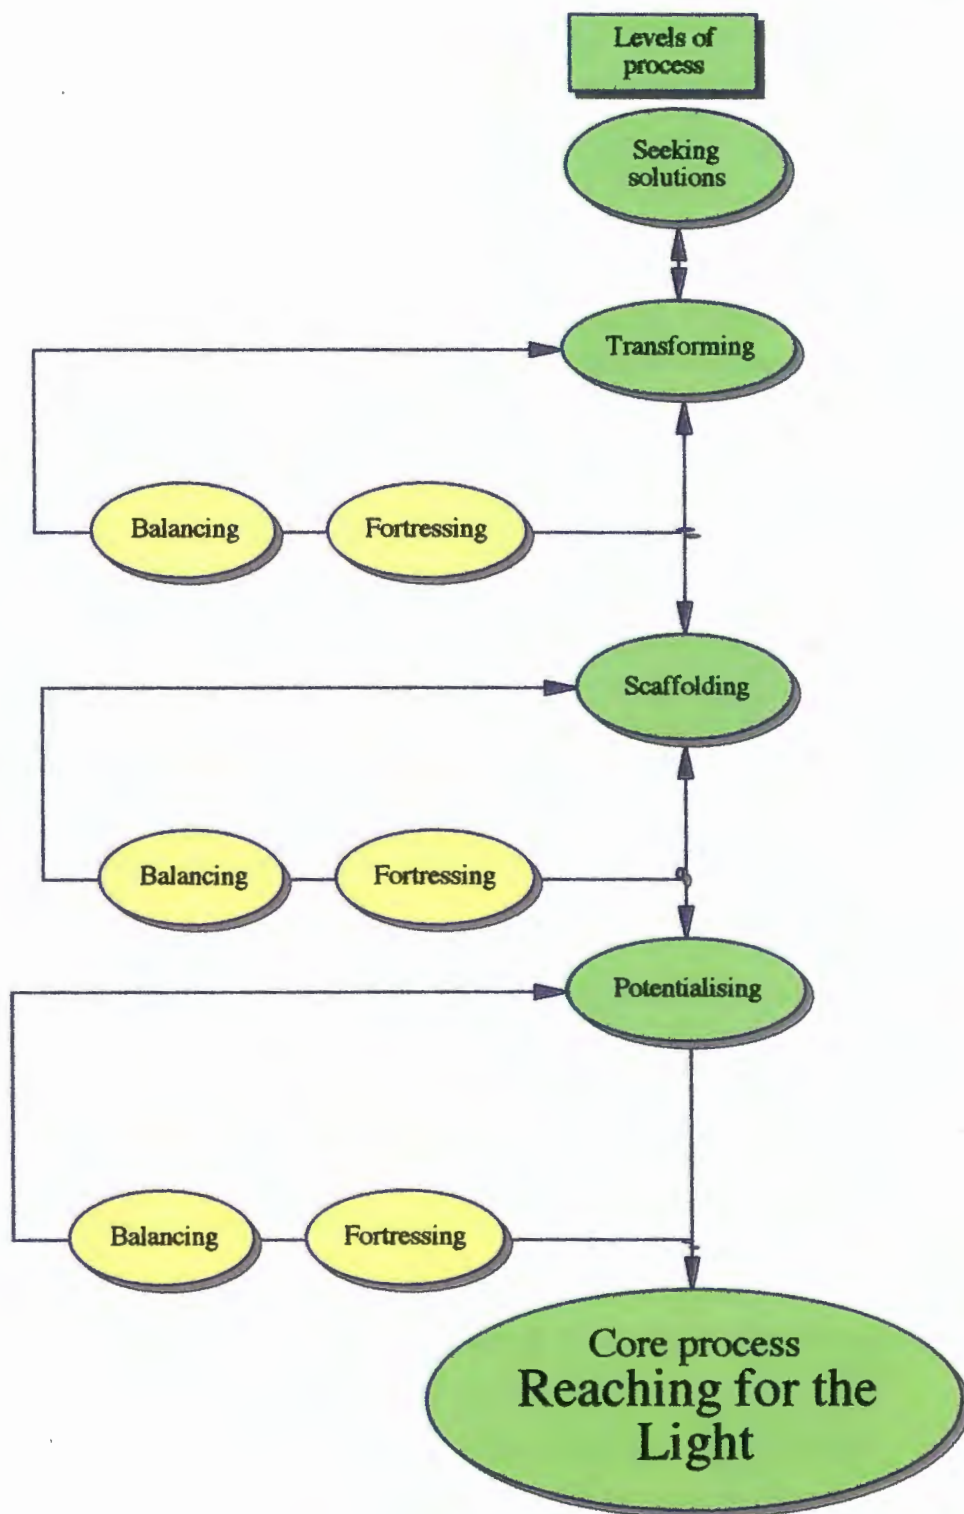 Levels of
process
Seeking
solutions
Transforming
Balancing
Fortressing
Scaffolding
Balancing
Fortressing
Potentialising
Balancing
Fortressing
Core process
Reaching for the
Light